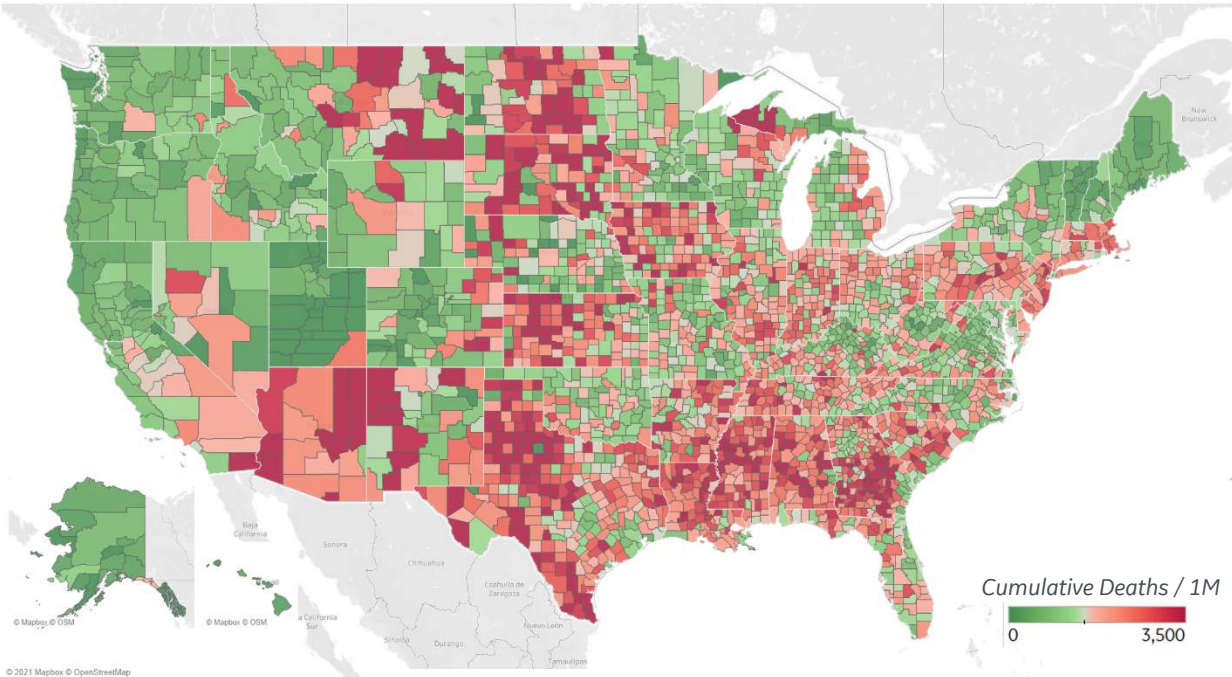 New
Brunswick
Baja
California
Sonora
Chihuahua
Coahuila de
Zaragoza
Cumulative Deaths / 1M
0
3,500
© Mapbox © OSM
© Mapbox © OSM
a California
Sur
Sinaloa
Durango
Nuevo León
Tamaulipas
© 2021 Mapbox © OpenStreetMap